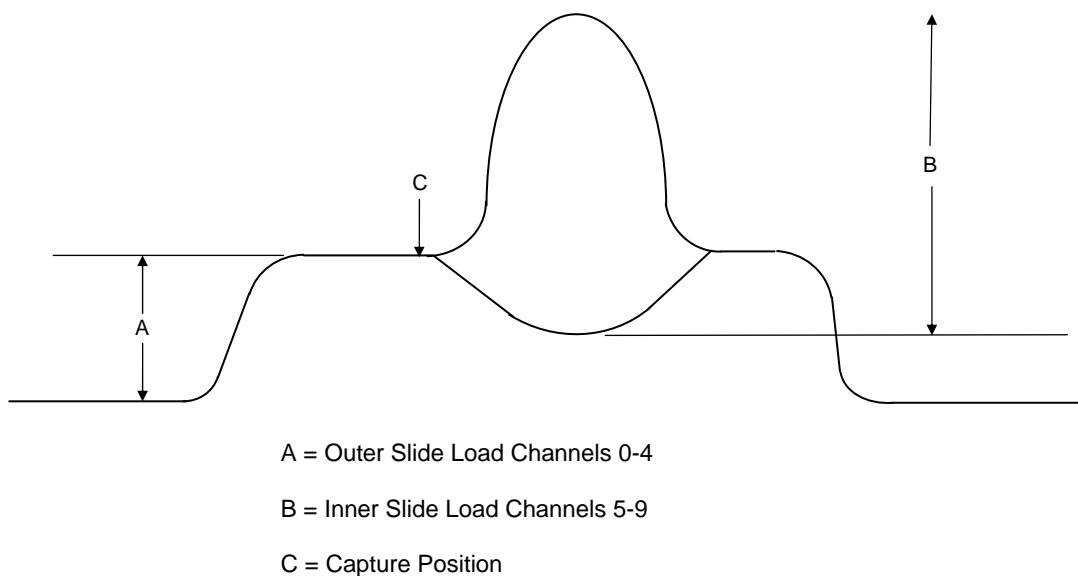 C
B
A
A = Outer Slide Load Channels 0-4
B = Inner Slide Load Channels 5-9
C = Capture Position